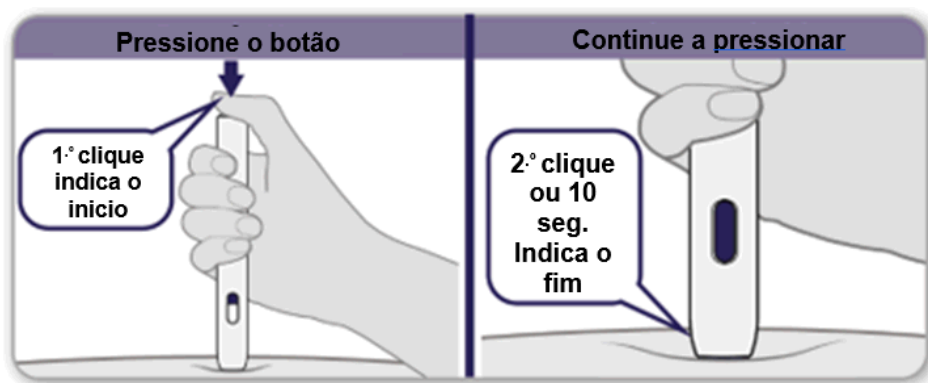 Pressione o botão
1.º clique
indica o
inicio
Continue a pressionar
2.º clique
ou 10
seg.
Indica o
fim